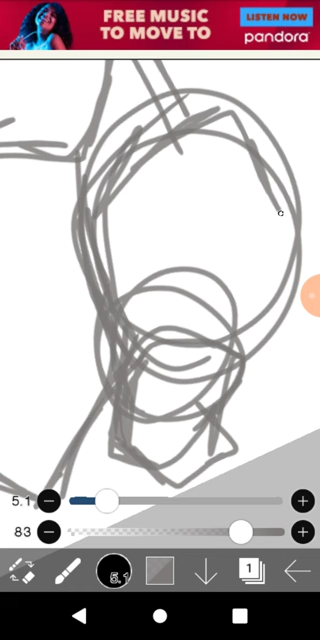 FREE MUSIC
TO MOVE TO
LISTEN NOW
pandora
5.1
83
5.1
1